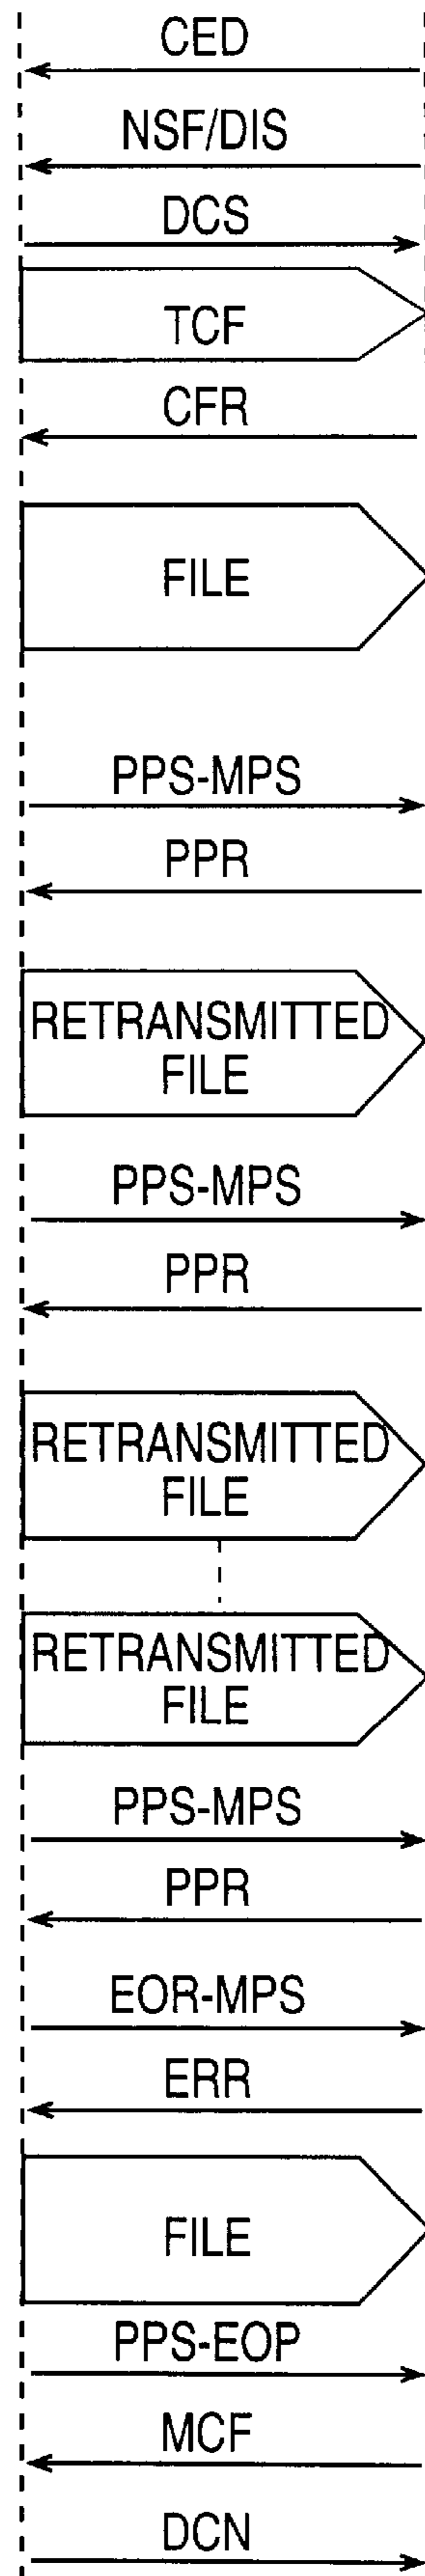 CED
NSF/DIS
DCS
TCF
CFR
FILE
PPS-MPS
PPR
RETRANSMITTED
FILE
PPS-MPS
PPR
RETRANSMITTED
FILE
RETRANSMITTED
FILE
PPS-MPS
PPR
EOR-MPS
ERR
FILE
PPS-EOP
MCF
DCN